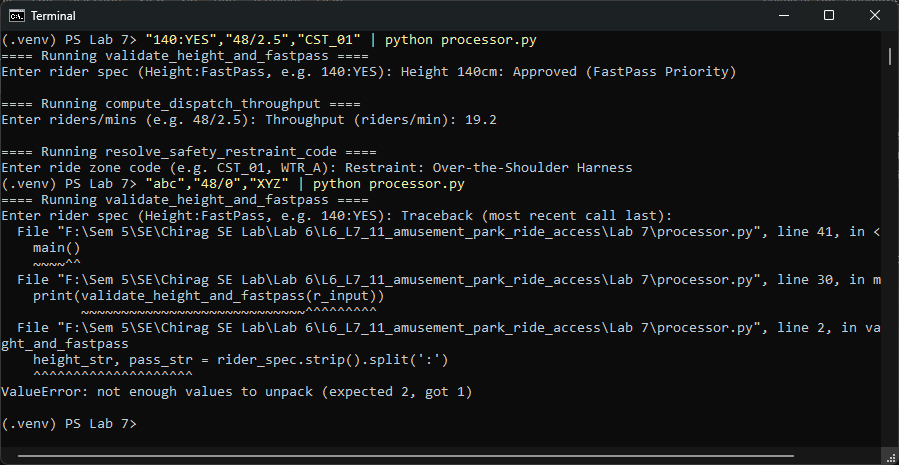 Terminal
(.venv) PS Lab 7> "140:YES","48/2.5","CST_01" | python processor.py
==== Running validate_height_and_fastpass ====
Enter rider spec (Height:FastPass, e.g. 140:YES): Height 140cm: Approved (FastPass Priority)
==== Running compute_dispatch_throughput ====
Enter riders/mins (e.g. 48/2.5): Throughput (riders/min): 19.2
==== Running resolve_safety_restraint_code ====
Enter ride zone code (e.g. CST_01, WTR_A): Restraint: Over-the-Shoulder Harness
(.venv) PS Lab 7> "abc","48/0","XYZ" | python processor.py
==== Running validate_height_and_fastpass ====
Enter rider spec (Height:FastPass, e.g. 140:YES): Traceback (most recent call last):
  File "F:\Sem 5\SE\Chirag SE Lab\Lab 6\L6_L7_11_amusement_park_ride_access\Lab 7\processor.py", line 41, in <
    main()
    ~~~~^^
  File "F:\Sem 5\SE\Chirag SE Lab\Lab 6\L6_L7_11_amusement_park_ride_access\Lab 7\processor.py", line 30, in m
    print(validate_height_and_fastpass(r_input))
          ~~~~~~~~~~~~~~~~~~~~~~~~~~~~^^^^^^^^^
  File "F:\Sem 5\SE\Chirag SE Lab\Lab 6\L6_L7_11_amusement_park_ride_access\Lab 7\processor.py", line 2, in va
ght_and_fastpass
    height_str, pass_str = rider_spec.strip().split(':')
    ^^^^^^^^^^^^^^^^^^^^
ValueError: not enough values to unpack (expected 2, got 1)
(.venv) PS Lab 7>